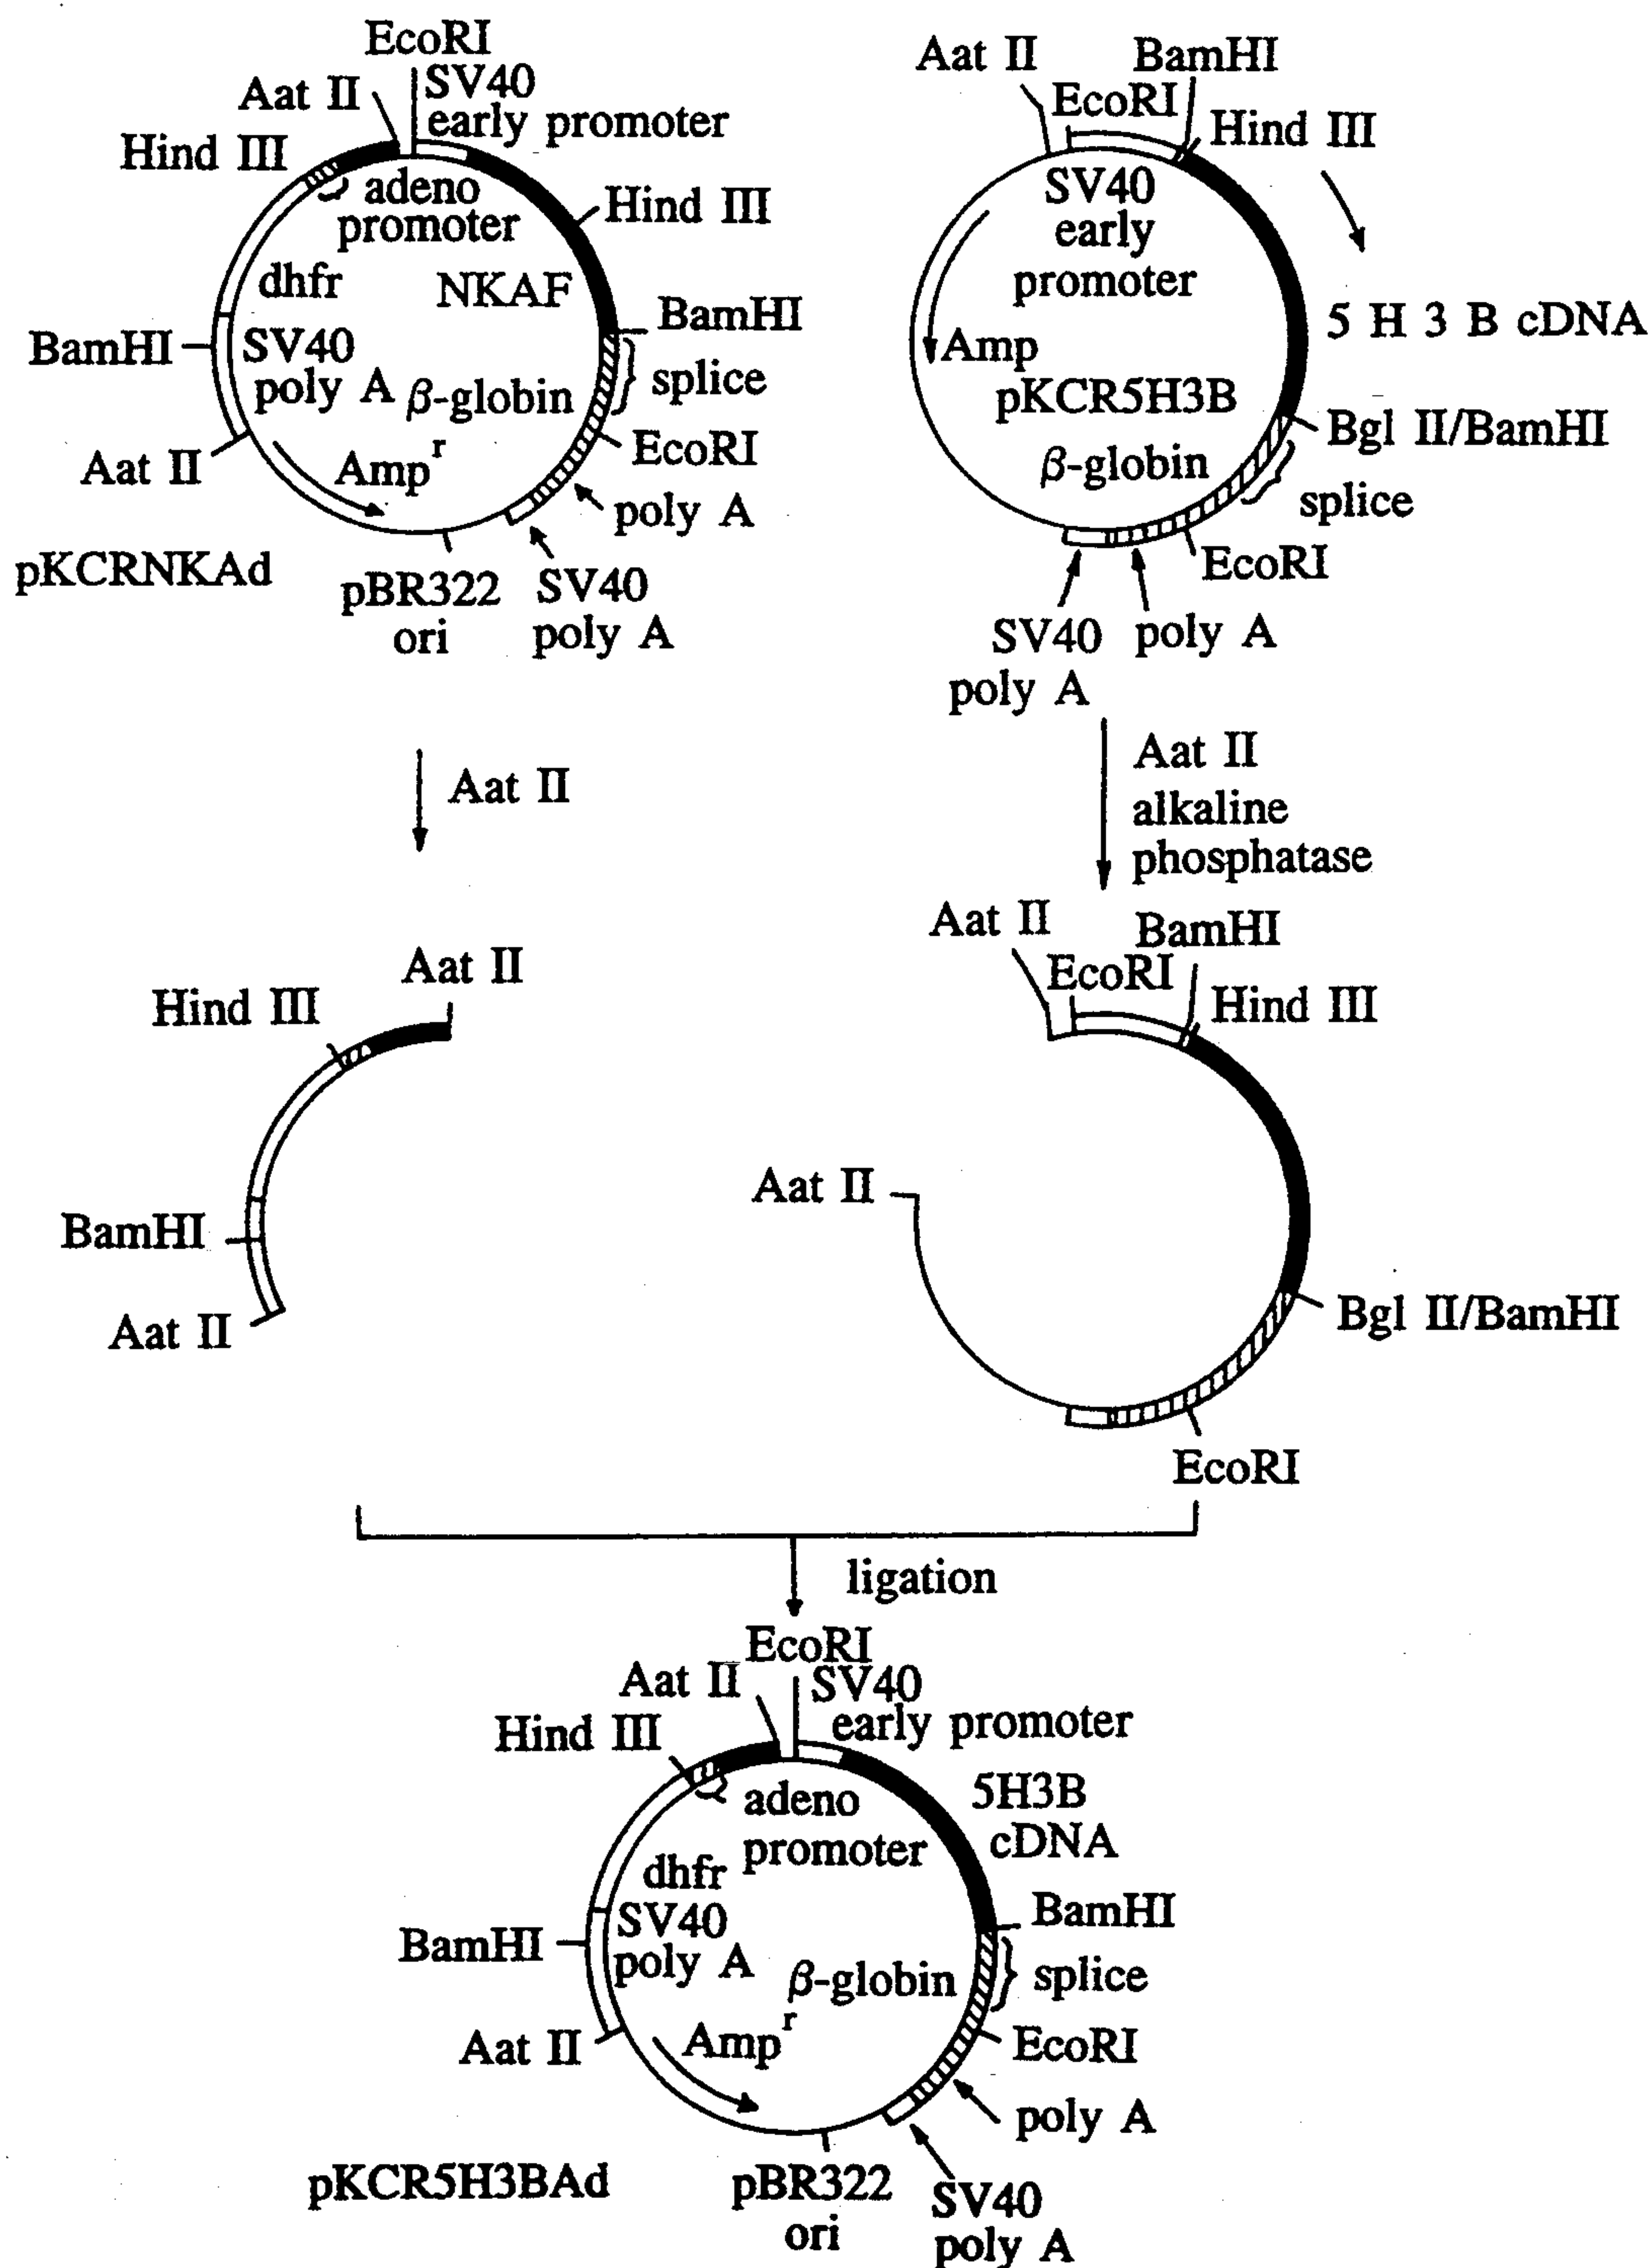 EcoRI
Aat II
SV40
early promoter
Hind III
adeno
promoter
Hind III
dhfr
NKAF
BamHI
BamHI
SV40
poly A
β-globin
splice
EcoRI
Aat II
Amp r
poly A
pKCRNKAd
pBR322
ori
SV40
poly A
Aat II
BamHI
EcoRI
Hind III
SV40
early
promoter
5 H 3 B cDNA
Amp
pKCR5H3B
Bgl II/BamHI
β-globin
splice
EcoRI
SV40
poly A
poly A
Aat II
Aat II
alkaline
phosphatase
Aat II
Hind III
BamHI
Aat II
Aat II
BamHI
EcoRI
Hind III
Aat II
Bgl II/BamHI
EcoRI
ligation
EcoRI
Aat II
SV40
early promoter
Hind III
adeno
promoter
5H3B
cDNA
dhfr
BamHI
BamHI
SV40
poly A
β-globin
splice
Aat II
Amp r
EcoRI
poly A
pKCR5H3BAd
pBR322
ori
SV40
poly A